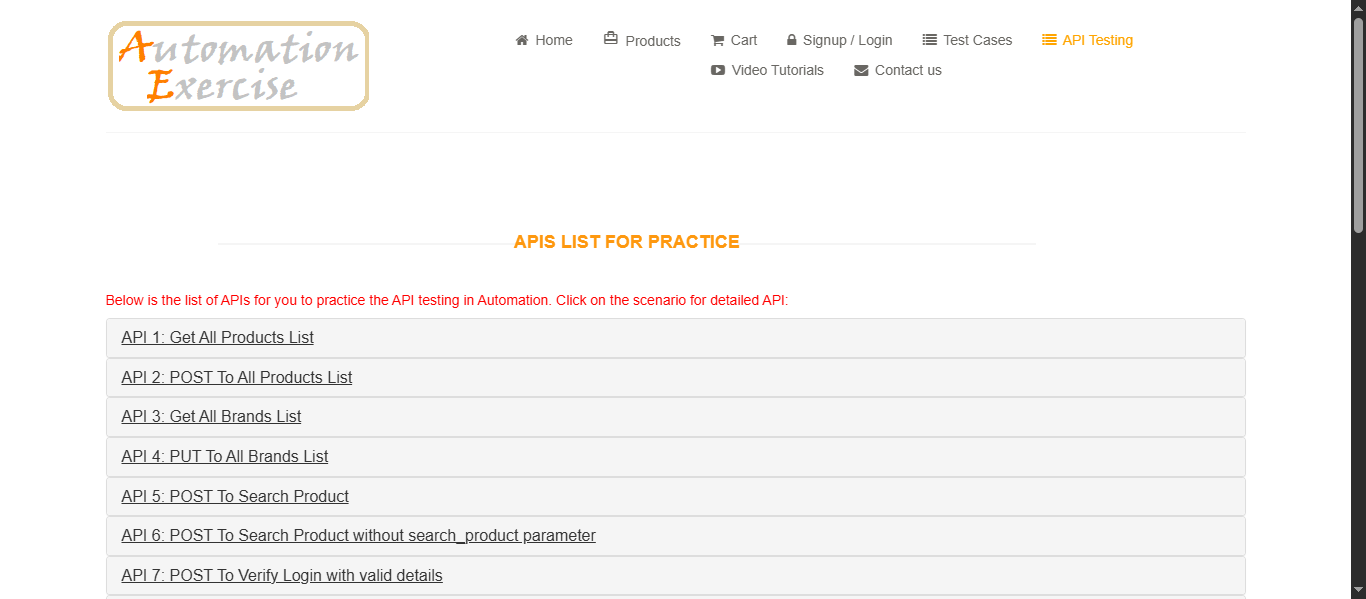 Automation
Exercise
Home Products Cart Signup / Login Test Cases API Testing
Video Tutorials Contact us
APIS LIST FOR PRACTICE
Below is the list of APIs for you to practice the API testing in Automation. Click on the scenario for detailed API:
API 1: Get All Products List
API 2: POST To All Products List
API 3: Get All Brands List
API 4: PUT To All Brands List
API 5: POST To Search Product
API 6: POST To Search Product without search_product parameter
API 7: POST To Verify Login with valid details